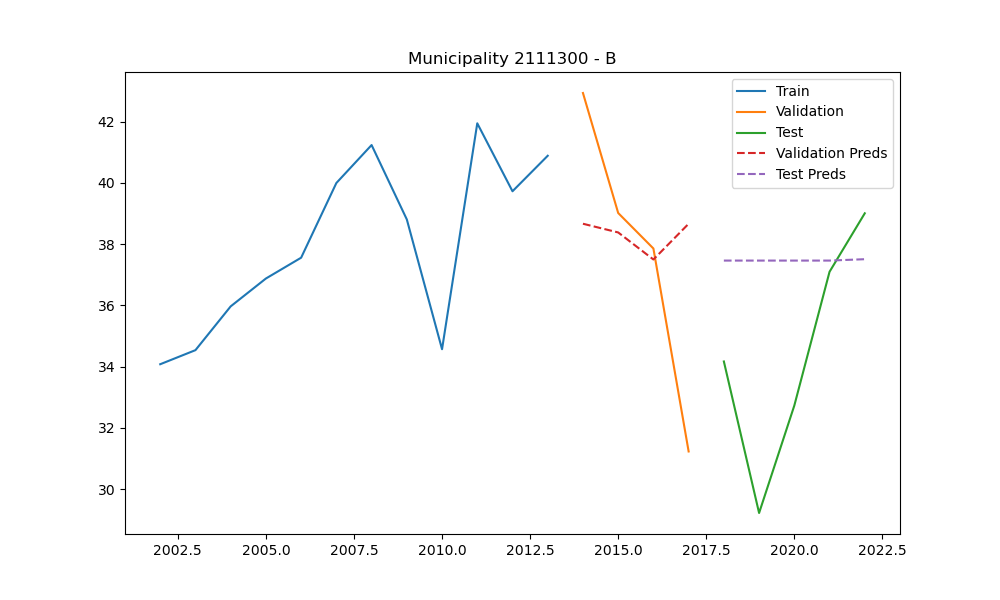 Municipality 2111300 - B
Train
Validation
Test
Validation Preds
Test Preds
42
40
38
36
34
32
30
2002.5 2005.0 2007.5 2010.0 2012.5 2015.0 2017.5 2020.0 2022.5